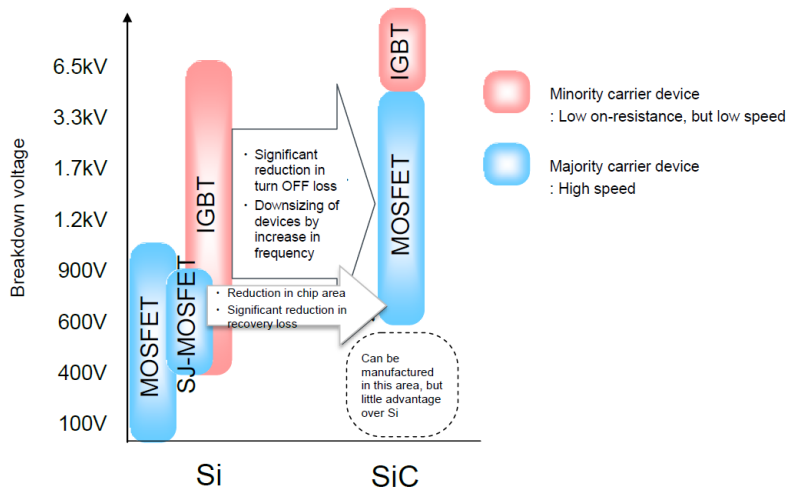 Breakdown voltage
6.5kV
3.3kV
1.7kV
1.2kV
900V
600V
400V
100V
MOSFET
SJ-MOSFET
IGBT
・ Significant
reduction in
turn OFF loss
・ Downsizing of
devices by
increase in
frequency
• Reduction in chip area
• Significant reduction in
recovery loss
IGBT
MOSFET
Can be
manufactured
in this area, but
little advantage
over Si
Si
SiC
Minority carrier device
: Low on-resistance, but low speed
Majority carrier device
: High speed